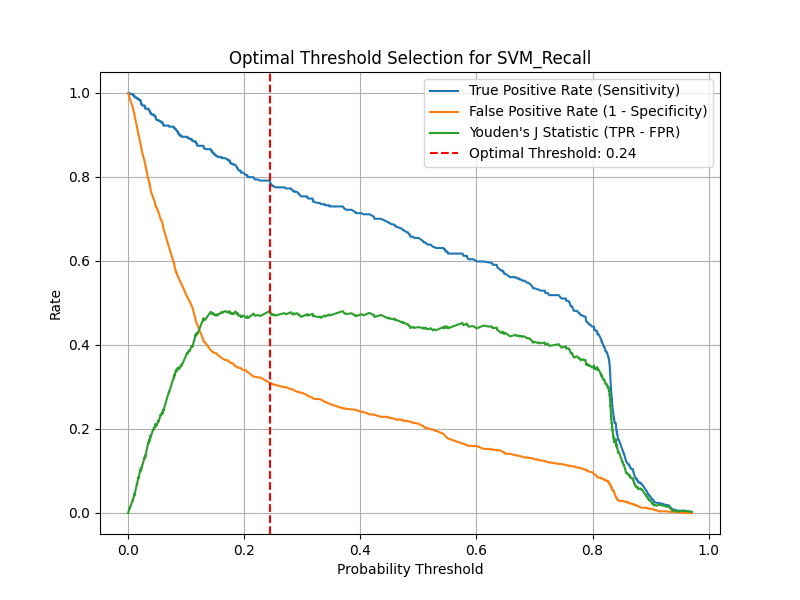 Optimal Threshold Selection for SVM_Recall
True Positive Rate (Sensitivity)
False Positive Rate (1 - Specificity)
Youden's J Statistic (TPR - FPR)
Optimal Threshold: 0.24
Rate
1.0
0.8
0.6
0.4
0.2
0.0
0.0 0.2 0.4 0.6 0.8 1.0
Probability Threshold